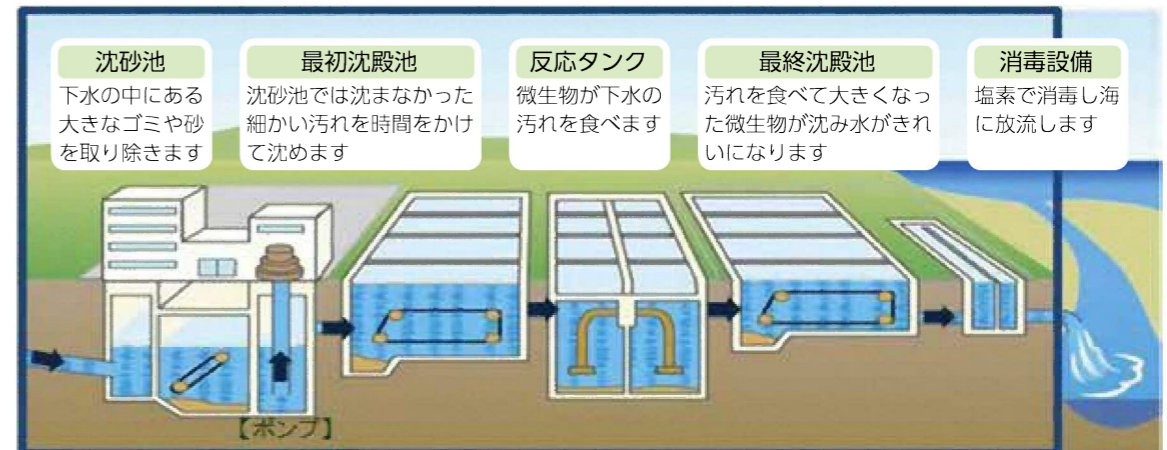 沈砂池
下水の中にある
大きなゴミや砂
を取り除きます
最初沈殿池
沈砂池では沈まなかった
細かい汚れを時間をかけ
て沈めます
反応タンク
微生物が下水の
汚れを食べます
最終沈殿池
汚れを食べて大きくなっ
た微生物が沈み水がきれ
いになります
消毒設備
塩素で消毒し海
に放流します
【ポンプ】